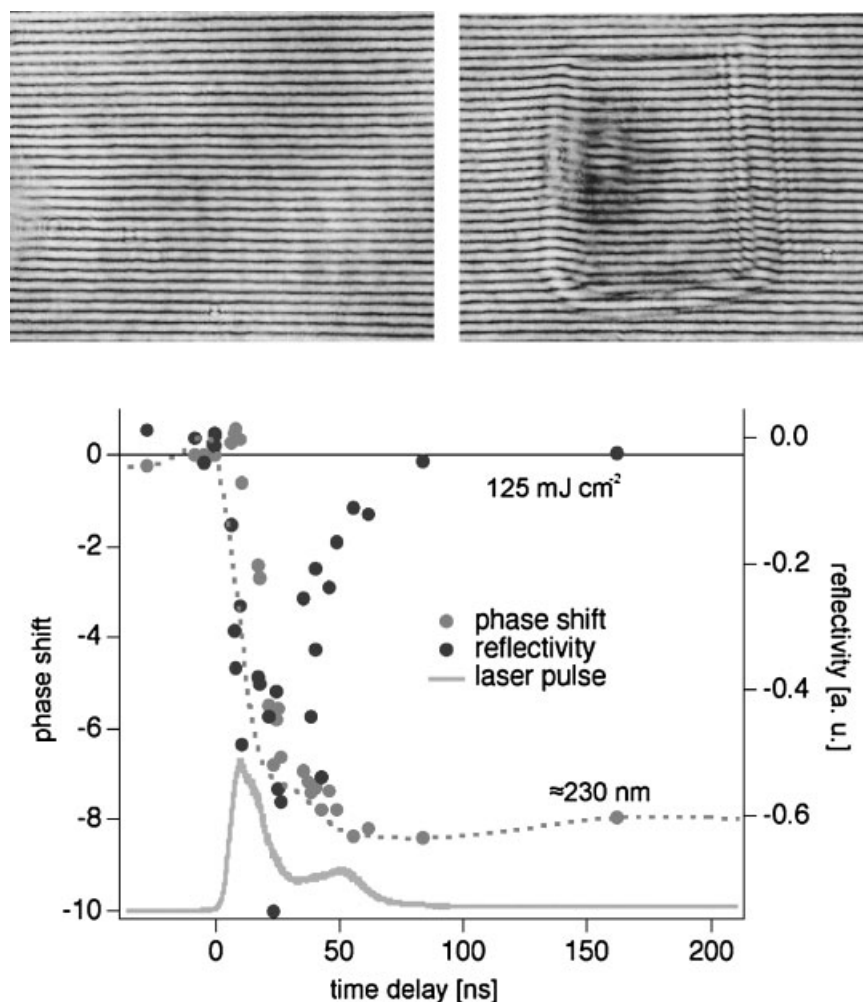 0
-2
-4
-6
-8
-10
phase shift
0.0
-0.2
-0.4
-0.6
reflectivity [a. u.]
125 mJ cm⁻²
phase shift
reflectivity
laser pulse
≈230 nm
0 50 100 150 200
time delay [ns]